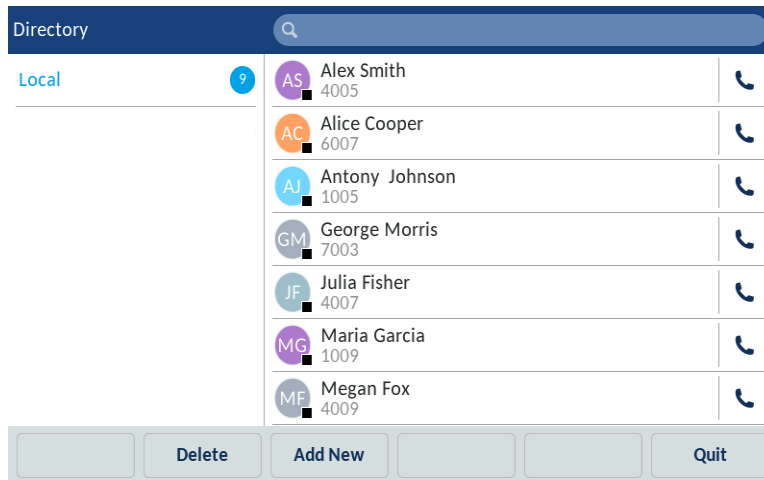 Directory
Local
9
AS
Alex Smith
4005
AC
Alice Cooper
6007
AJ
Antony  Johnson
1005
GM
George Morris
7003
JF
Julia Fisher
4007
MG
Maria Garcia
1009
MF
Megan Fox
4009
Delete
Add New
Quit